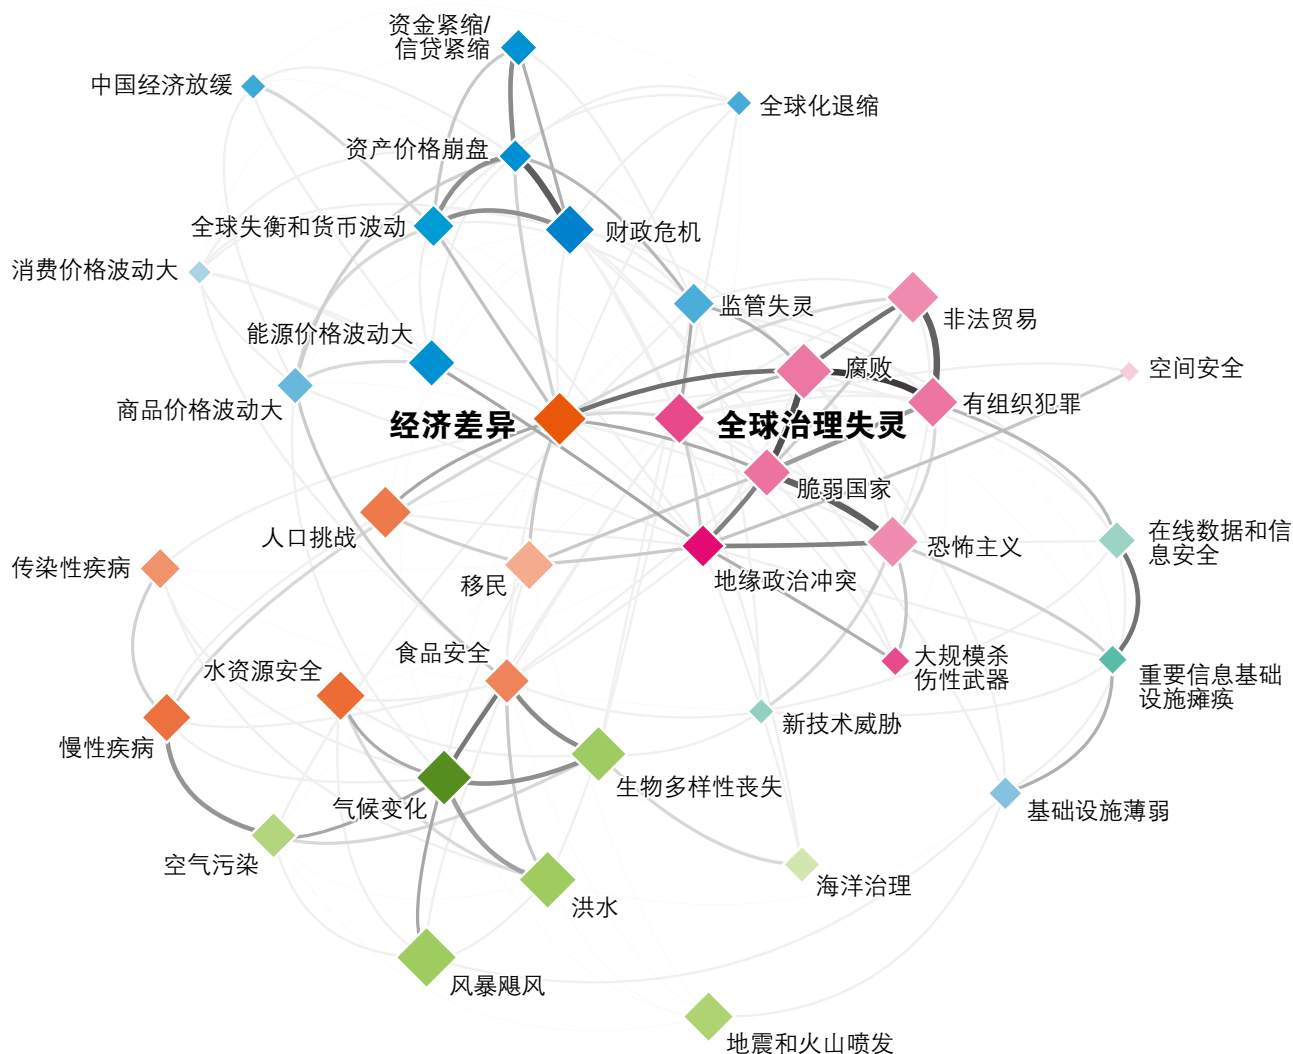 资金紧缩/
信贷紧缩
中国经济放缓
全球化退缩
资产价格崩盘
全球失衡和货币波动
财政危机
消费价格波动大
监管失灵
非法贸易
能源价格波动大
腐败
空间安全
商品价格波动大
有组织犯罪
经济差异
全球治理失灵
脆弱国家
人口挑战
在线数据和信
息安全
恐怖主义
传染性疾病
移民
地缘政治冲突
食品安全
水资源安全
大规模杀
伤性武器
重要信息基础
设施瘫痪
新技术威胁
慢性疾病
生物多样性丧失
气候变化
基础设施薄弱
空气污染
海洋治理
洪水
风暴飓风
地震和火山喷发